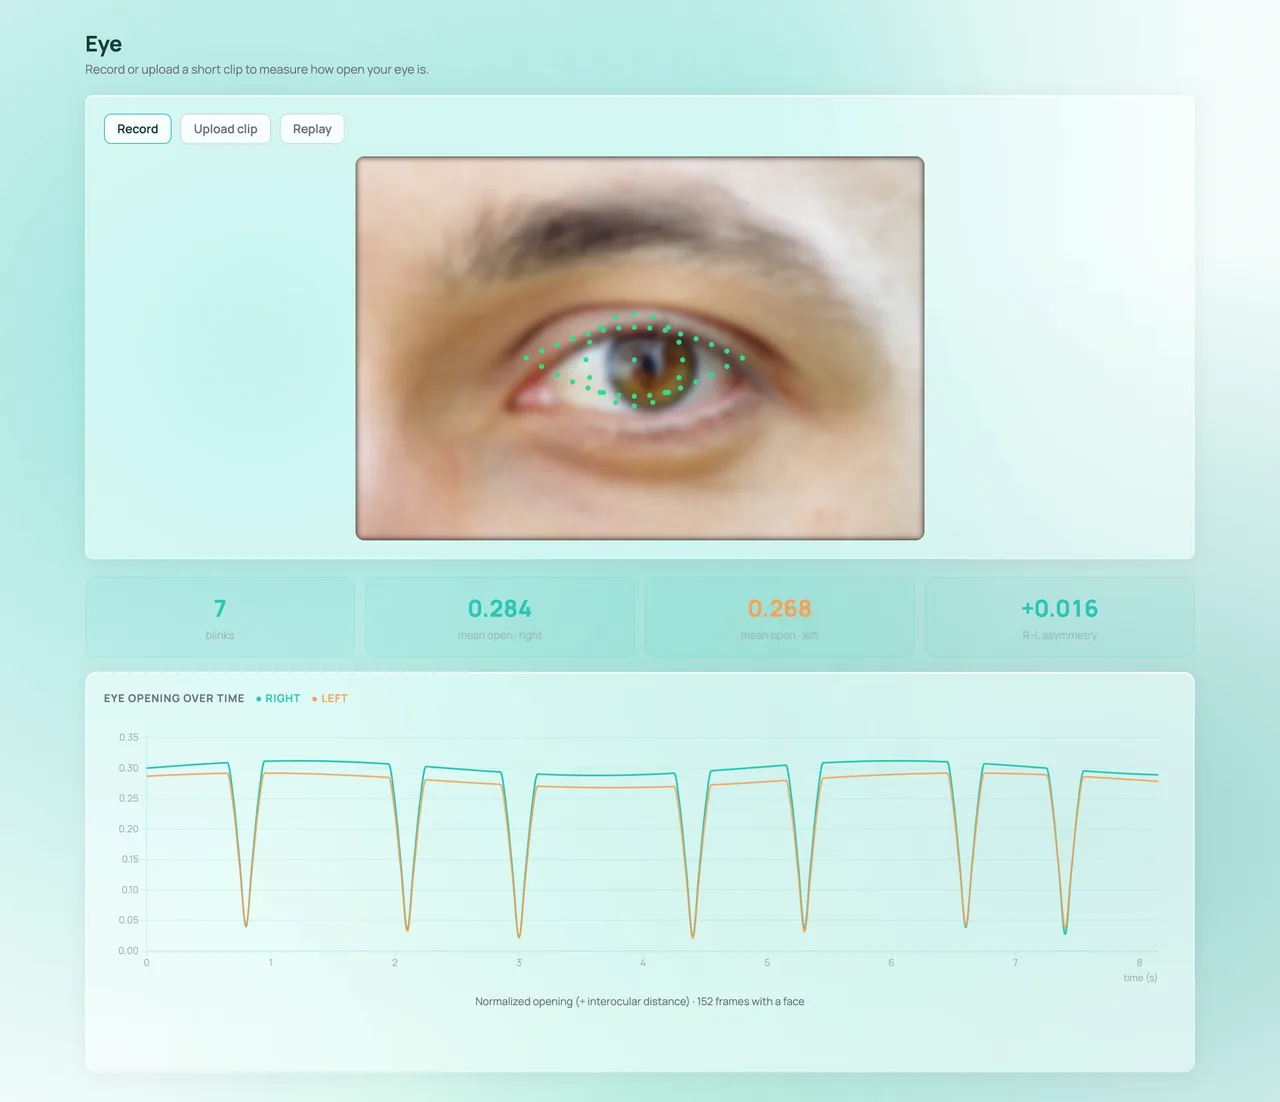 Eye
Record or upload a short clip to measure how open your eye is.
Record Upload clip Replay
7
blinks
0.284
mean open · right
0.268
mean open · left
+0.016
R−L asymmetry
EYE OPENING OVER TIME • RIGHT • LEFT
0.35
0.30
0.25
0.20
0.15
0.10
0.05
0.00
0 1 2 3 4 5 6 7 8
time (s)
Normalized opening (÷ interocular distance) · 152 frames with a face